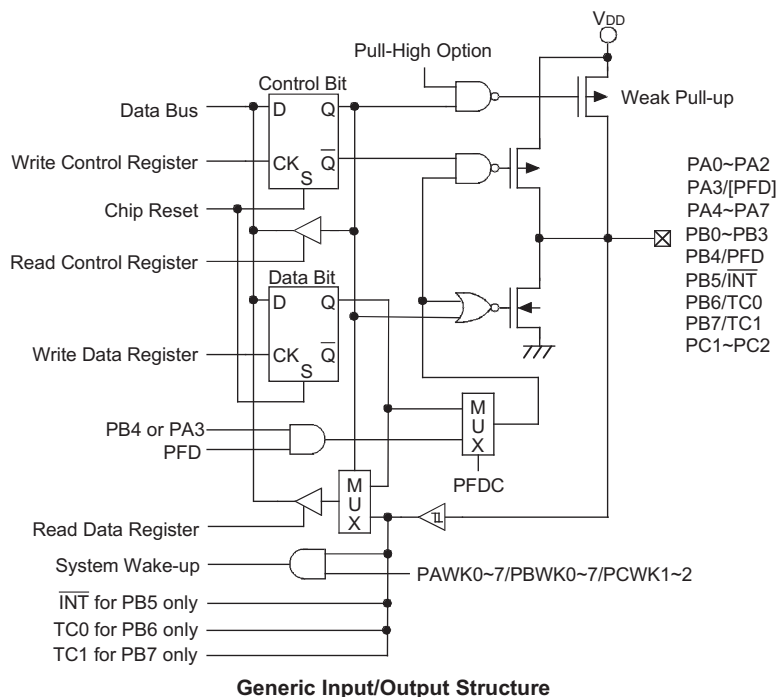 VDD
Pull-High Option
Control Bit
Weak Pull-up
Data Bus
D Q
Write Control Register
CK Q̅
S
Chip Reset
Read Control Register
PA0~PA2
PA3/[PFD]
PA4~PA7
PB0~PB3
PB4/PFD
PB5/I̅N̅T̅
PB6/TC0
PB7/TC1
PC1~PC2
Data Bit
D Q
Write Data Register
CK Q̅
S
PB4 or PA3
PFD
MUX
PFDC
MUX
Read Data Register
System Wake-up
PAWK0~7/PBWK0~7/PCWK1~2
I̅N̅T̅ for PB5 only
TC0 for PB6 only
TC1 for PB7 only
Generic Input/Output Structure